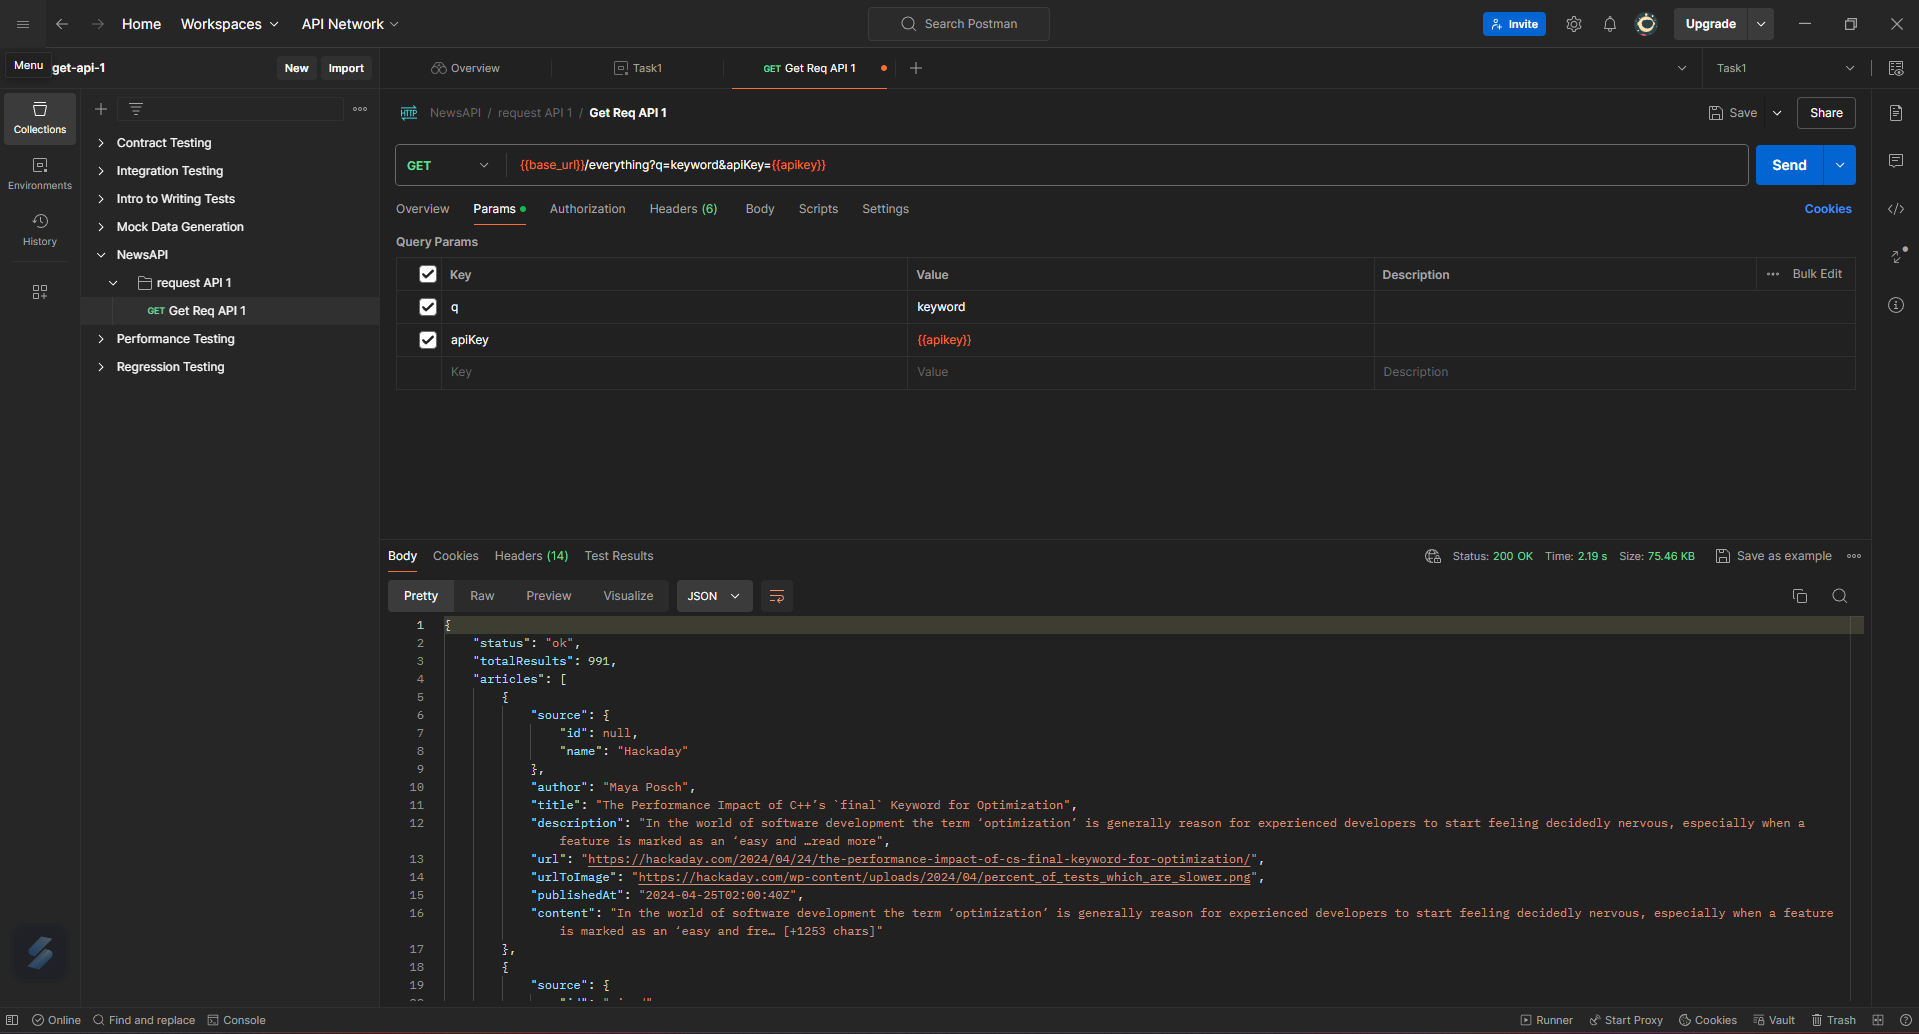 Home Workspaces API Network Search Postman Invite Upgrade
Menu get-api-1 New Import Overview Task1 GET Get Req API 1 Task1
Collections
Environments
History
Contract Testing
Integration Testing
Intro to Writing Tests
Mock Data Generation
NewsAPI
request API 1
GET Get Req API 1
Performance Testing
Regression Testing
HTTP NewsAPI / request API 1 / Get Req API 1 Save Share
GET {{base_url}}/everything?q=keyword&apiKey={{apikey}} Send
Overview Params Authorization Headers (6) Body Scripts Settings Cookies
Query Params
Key Value Description Bulk Edit
q keyword
apiKey {{apikey}}
Key Value Description
Body Cookies Headers (14) Test Results Status: 200 OK Time: 2.19 s Size: 75.46 KB Save as example
Pretty Raw Preview Visualize JSON
1 {
2 "status": "ok",
3 "totalResults": 991,
4 "articles": [
5 {
6 "source": {
7 "id": null,
8 "name": "Hackaday"
9 },
10 "author": "Maya Posch",
11 "title": "The Performance Impact of C++’s `final` Keyword for Optimization",
12 "description": "In the world of software development the term ‘optimization’ is generally reason for experienced developers to start feeling decidedly nervous, especially when a
feature is marked as an ‘easy and …read more",
13 "url": "https://hackaday.com/2024/04/24/the-performance-impact-of-cs-final-keyword-for-optimization/",
14 "urlToImage": "https://hackaday.com/wp-content/uploads/2024/04/percent_of_tests_which_are_slower.png",
15 "publishedAt": "2024-04-25T02:00:40Z",
16 "content": "In the world of software development the term ‘optimization’ is generally reason for experienced developers to start feeling decidedly nervous, especially when a feature
is marked as an ‘easy and fre… [+1253 chars]"
17 },
18 {
19 "source": {
Online Find and replace Console Runner Start Proxy Cookies Vault Trash